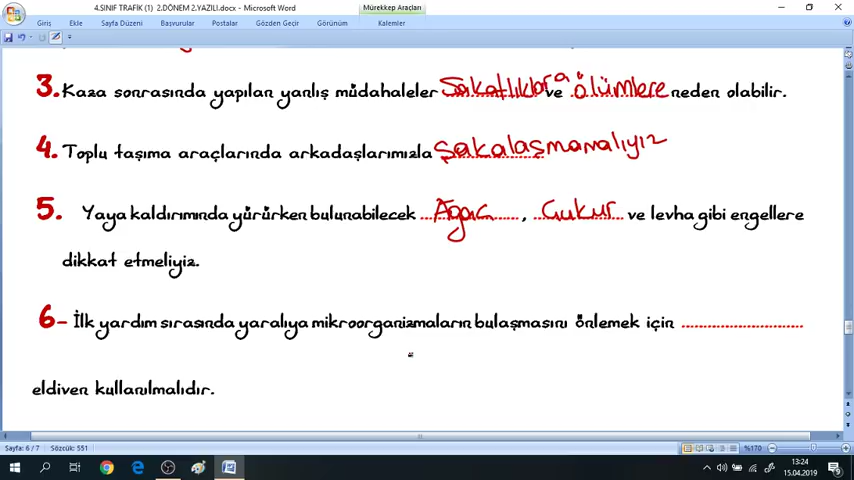 4.SINIF TRAFİK (1) 2.DÖNEM 2.YAZILI.docx - Microsoft Word
Mürekkep Araçları
Giriş Ekle Sayfa Düzeni Başvurular Postalar Gözden Geçir Görünüm Kalemler
3. Kaza sonrasında yapılan yanlış müdahaleler Sakatlıklara ve ölümlere neden olabilir.
4. Toplu taşıma araçlarında arkadaşlarımızla şakalaşmamalıyız
5. Yaya kaldırımında yürürken bulunabilecek Ağaç, Çukur ve levha gibi engellere
dikkat etmeliyiz.
6- İlk yardım sırasında yaralıya mikroorganizmaların bulaşmasını önlemek için ....................
eldiven kullanılmalıdır.
Sayfa: 6 / 7 Sözcük: 551 %170
13:24
15.04.2019